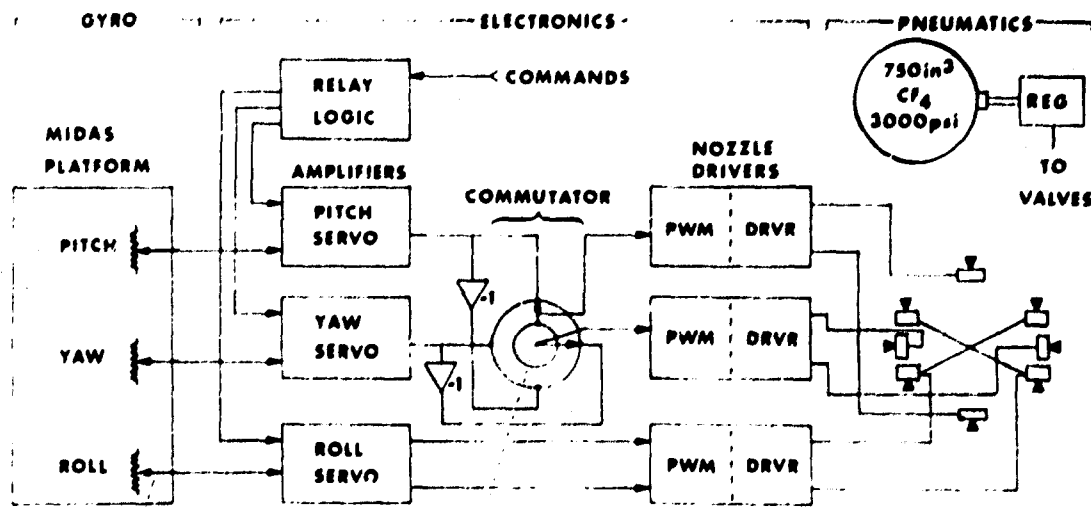 GYRO
ELECTRONICS
PNEUMATICS
RELAY
LOGIC
COMMANDS
750in3
CF4
3000psi
REG
TO
VALVES
MIDAS
PLATFORM
AMPLIFIERS
COMMUTATOR
NOZZLE
DRIVERS
PITCH
PITCH
SERVO
PWM
DRVR
-1
YAW
YAW
SERVO
-1
PWM
DRVR
ROLL
ROLL
SERVO
PWM
DRVR